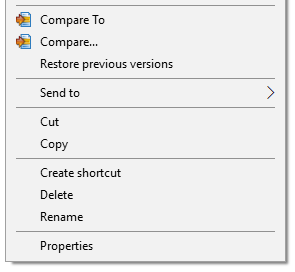 Compare To
Compare...
Restore previous versions
Send to
Cut
Copy
Create shortcut
Delete
Rename
Properties